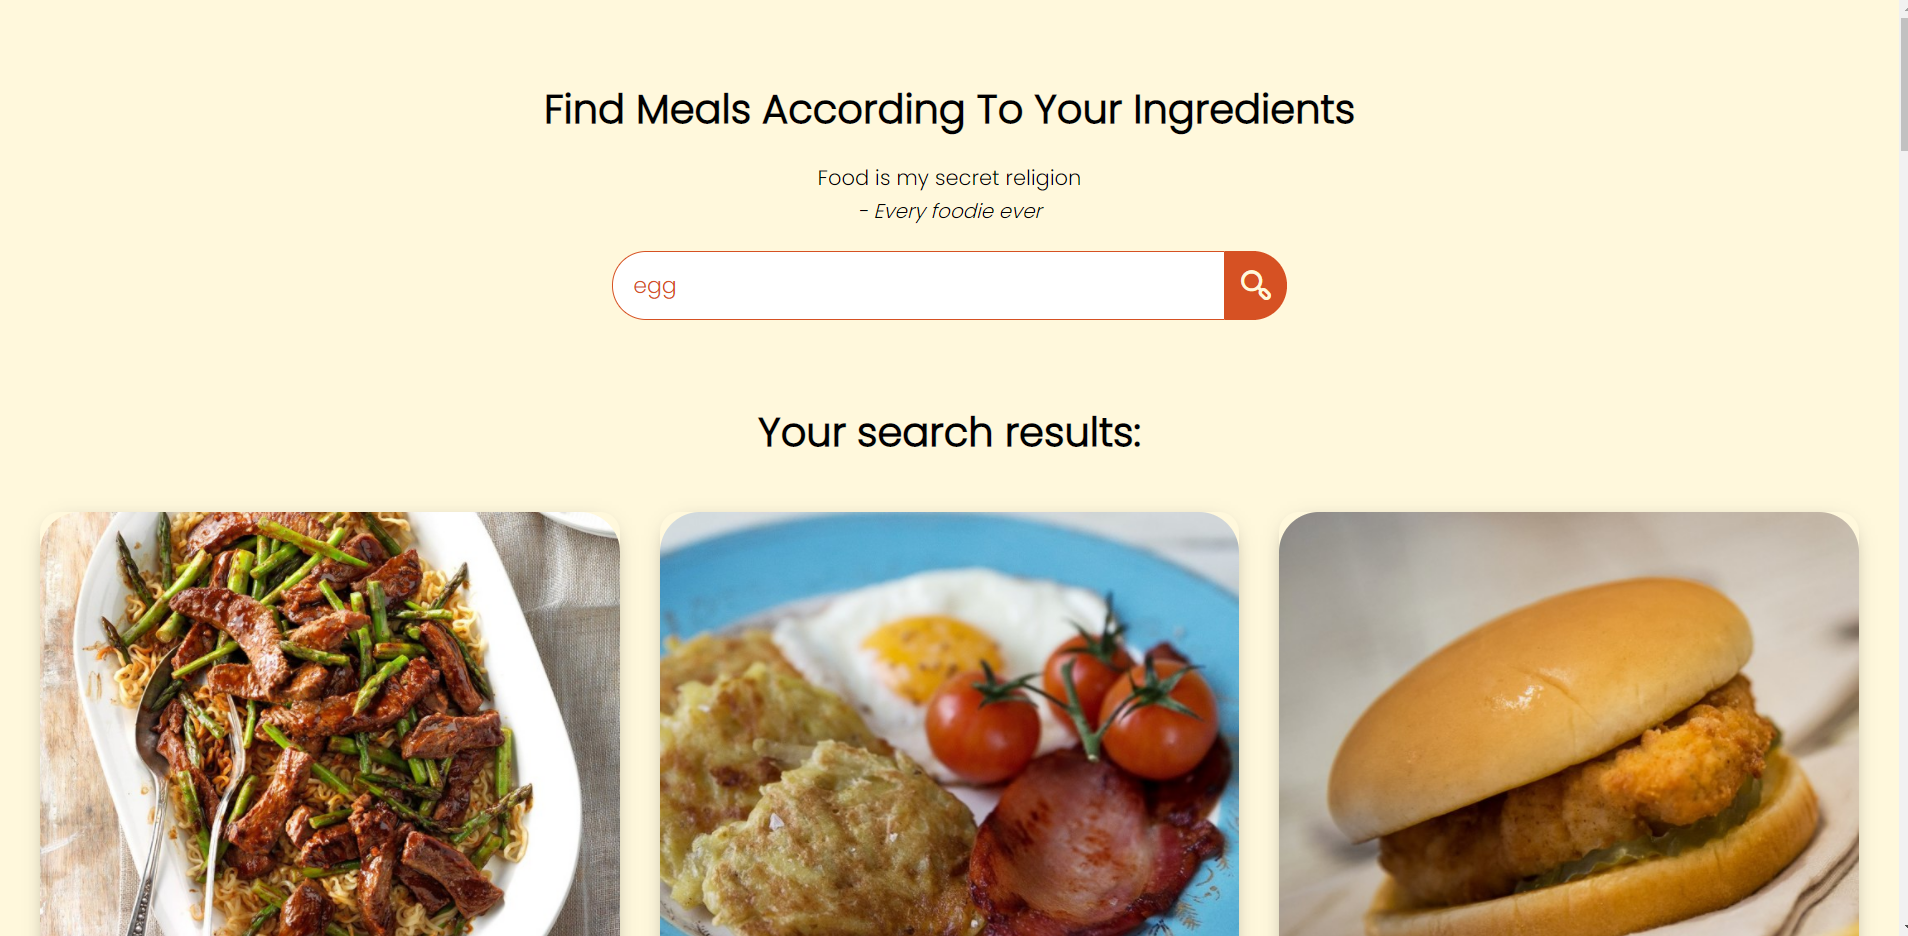 Find Meals According To Your Ingredients
Food is my secret religion
- Every foodie ever
egg
Your search results: